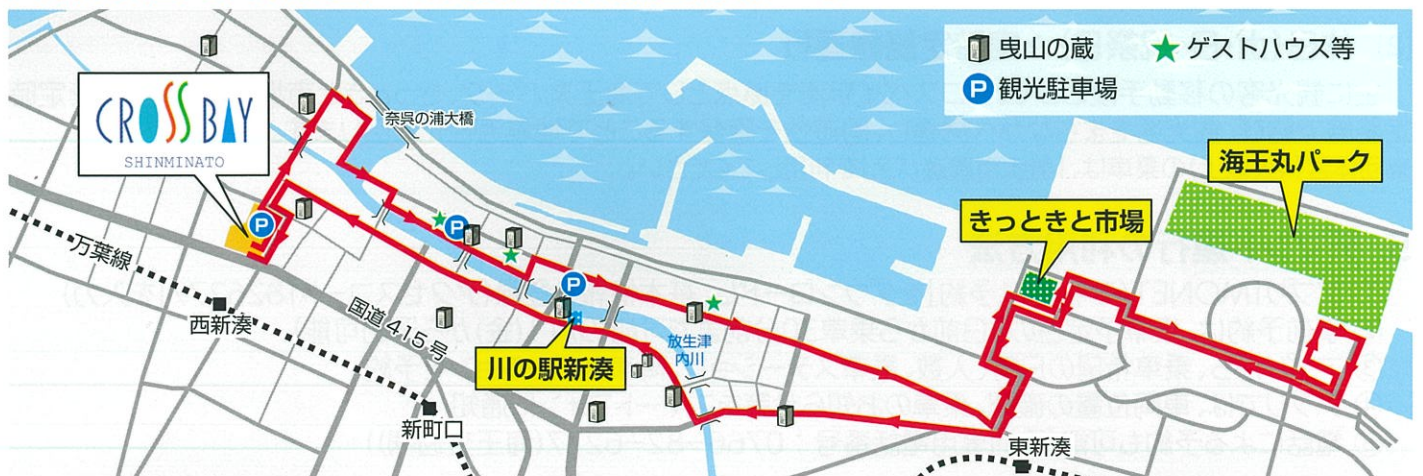 曳山の蔵
ゲストハウス等
P
観光駐車場
CROSS BAY
SHINMINATO
奈呉の浦大橋
海王丸パーク
きっときと市場
P
P
P
万葉線
西新湊
国道415号
川の駅新湊
放生津
内川
新町口
東新湊